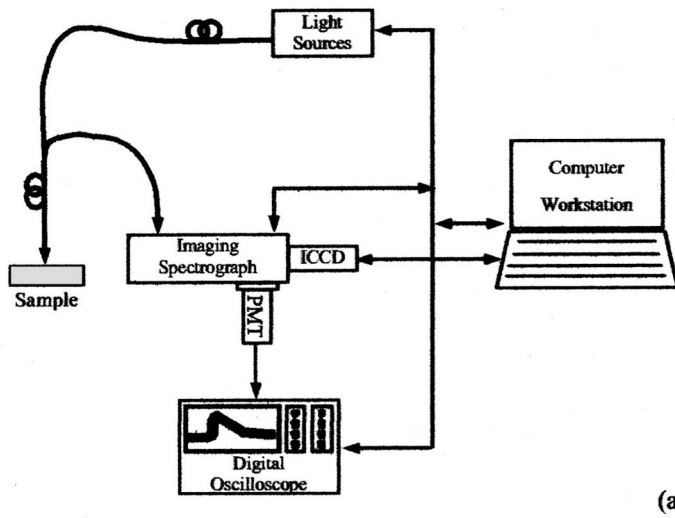 Light
Sources
Computer
Workstation
Imaging
Spectrograph
ICCD
Sample
PMT
Digital
Oscilloscope
(a